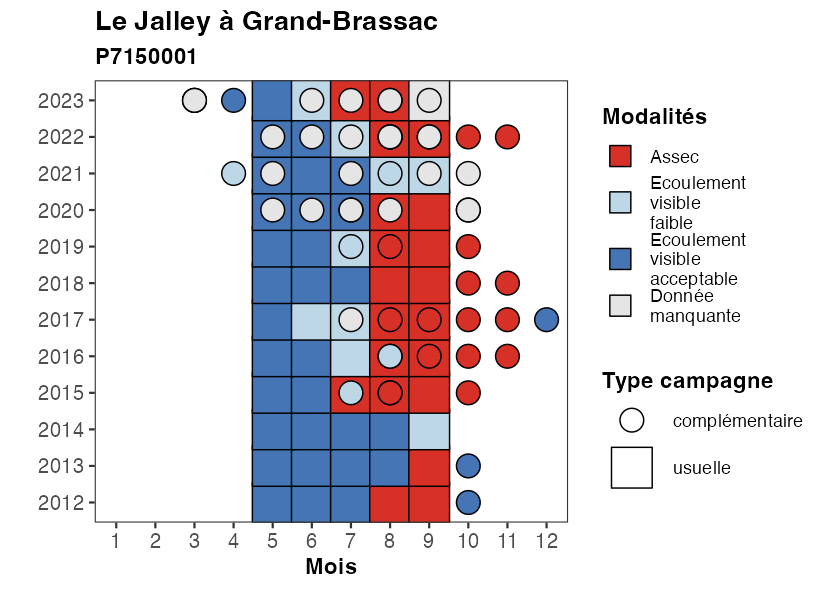 Le Jalley à Grand-Brassac
P7150001
2023
2022
2021
2020
2019
2018
2017
2016
2015
2014
2013
2012
1 2 3 4 5 6 7 8 9 10 11 12
Mois
Modalités
Assec
Ecoulement
visible
faible
Ecoulement
visible
acceptable
Donnée
manquante
Type campagne
complémentaire
usuelle